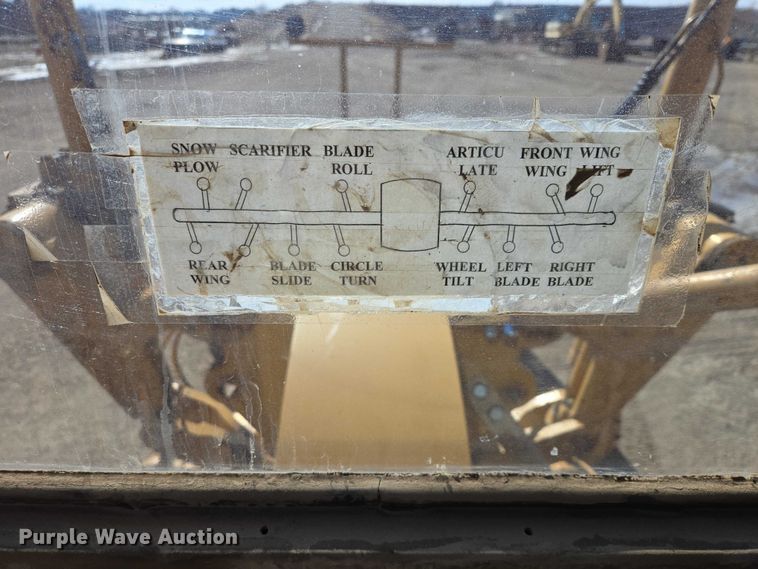 SNOW SCARIFIER BLADE ARTICU FRONT WING
PLOW ROLL LATE WING LIFT
REAR BLADE CIRCLE WHEEL LEFT RIGHT
WING SLIDE TURN TILT BLADE BLADE
Purple Wave Auction